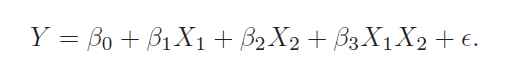 Y = β₀ + β₁X₁ + β₂X₂ + β₃X₁X₂ + ϵ.